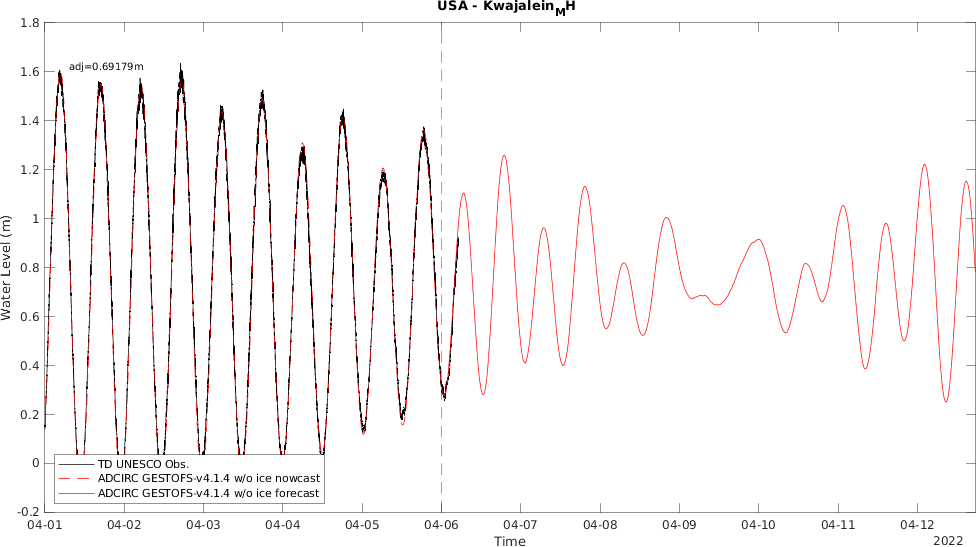 USA - KwajaleinMH
adj=0.69179m
1.8
1.6
1.4
1.2
1
0.8
0.6
0.4
0.2
0
-0.2
Water Level (m)
TD UNESCO Obs.
ADCIRC GESTOFS-v4.1.4 w/o ice nowcast
ADCIRC GESTOFS-v4.1.4 w/o ice forecast
04-01 04-02 04-03 04-04 04-05 04-06 04-07 04-08 04-09 04-10 04-11 04-12
Time
2022